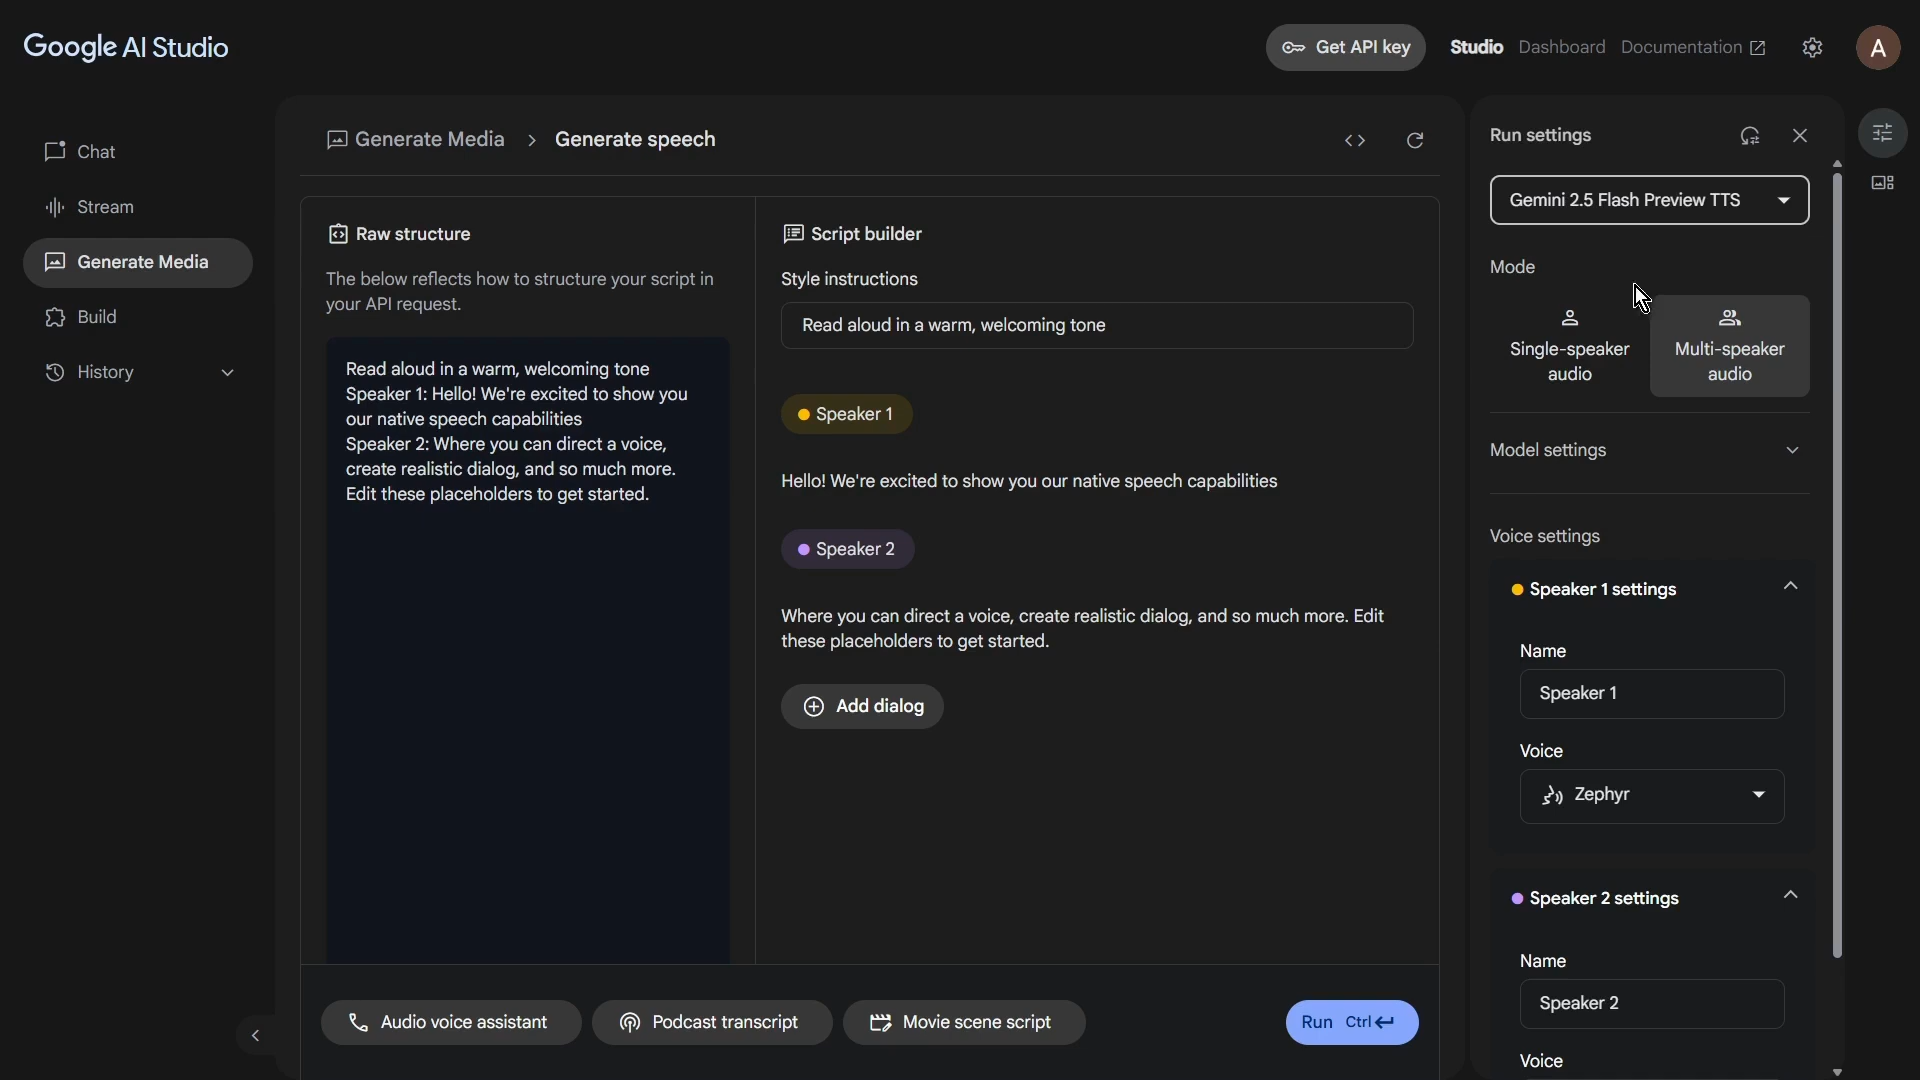 Google AI Studio
Get API key
Studio
Dashboard
Documentation
A
Chat
Stream
Generate Media
Build
History
Generate Media > Generate speech
Raw structure
The below reflects how to structure your script in
your API request.
Read aloud in a warm, welcoming tone
Speaker 1: Hello! We're excited to show you
our native speech capabilities
Speaker 2: Where you can direct a voice,
create realistic dialog, and so much more.
Edit these placeholders to get started.
Script builder
Style instructions
Read aloud in a warm, welcoming tone
Speaker 1
Hello! We're excited to show you our native speech capabilities
Speaker 2
Where you can direct a voice, create realistic dialog, and so much more. Edit
these placeholders to get started.
Add dialog
Audio voice assistant
Podcast transcript
Movie scene script
Run Ctrl
Run settings
Gemini 2.5 Flash Preview TTS
Mode
Single-speaker
audio
Multi-speaker
audio
Model settings
Voice settings
Speaker 1 settings
Name
Speaker 1
Voice
Zephyr
Speaker 2 settings
Name
Speaker 2
Voice